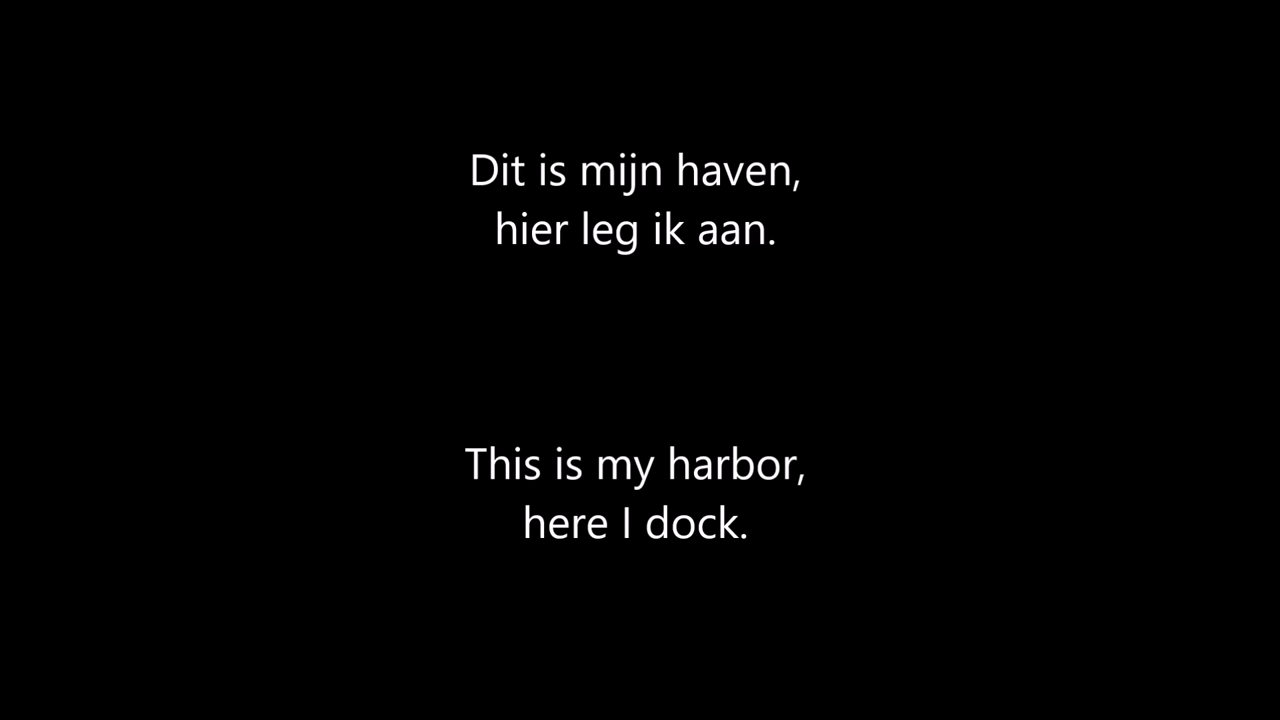 Dit is mijn haven,
hier leg ik aan.
This is my harbor,
here I dock.